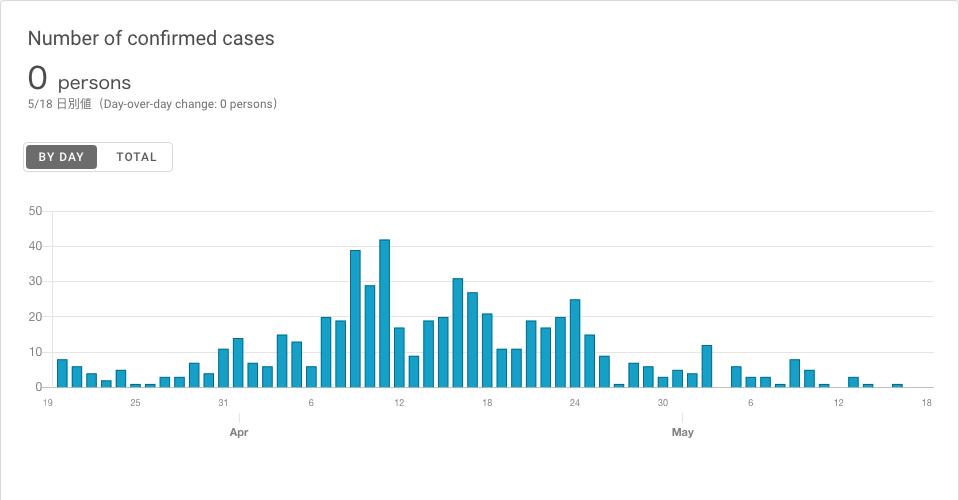 Number of confirmed cases
0 persons
5/18 日別値（Day-over-day change: 0 persons）
BY DAY TOTAL
50
40
30
20
10
0
19 25 31 6 12 18 24 30 6 12 18
Apr May